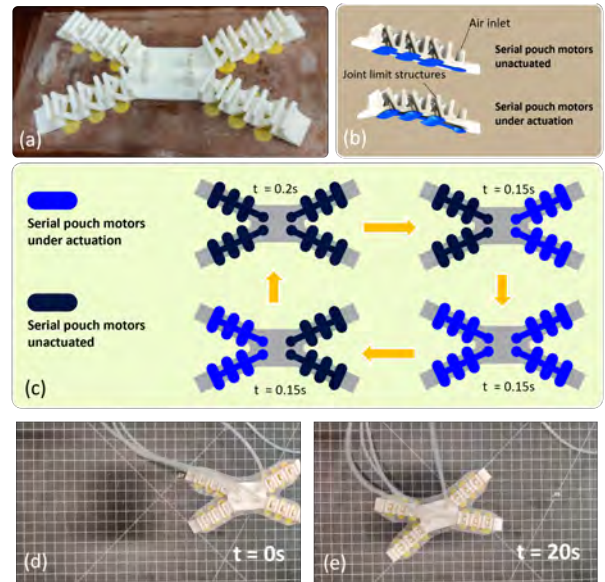 (a)
(b)
Air inlet
Serial pouch motors
unactuated
Joint limit structures
Serial pouch motors
under actuation
Serial pouch motors
under actuation
Serial pouch motors
unactuated
(c)
t = 0.2s
t = 0.15s
t = 0.15s
t = 0.15s
(d)
t = 0s
(e)
t = 20s